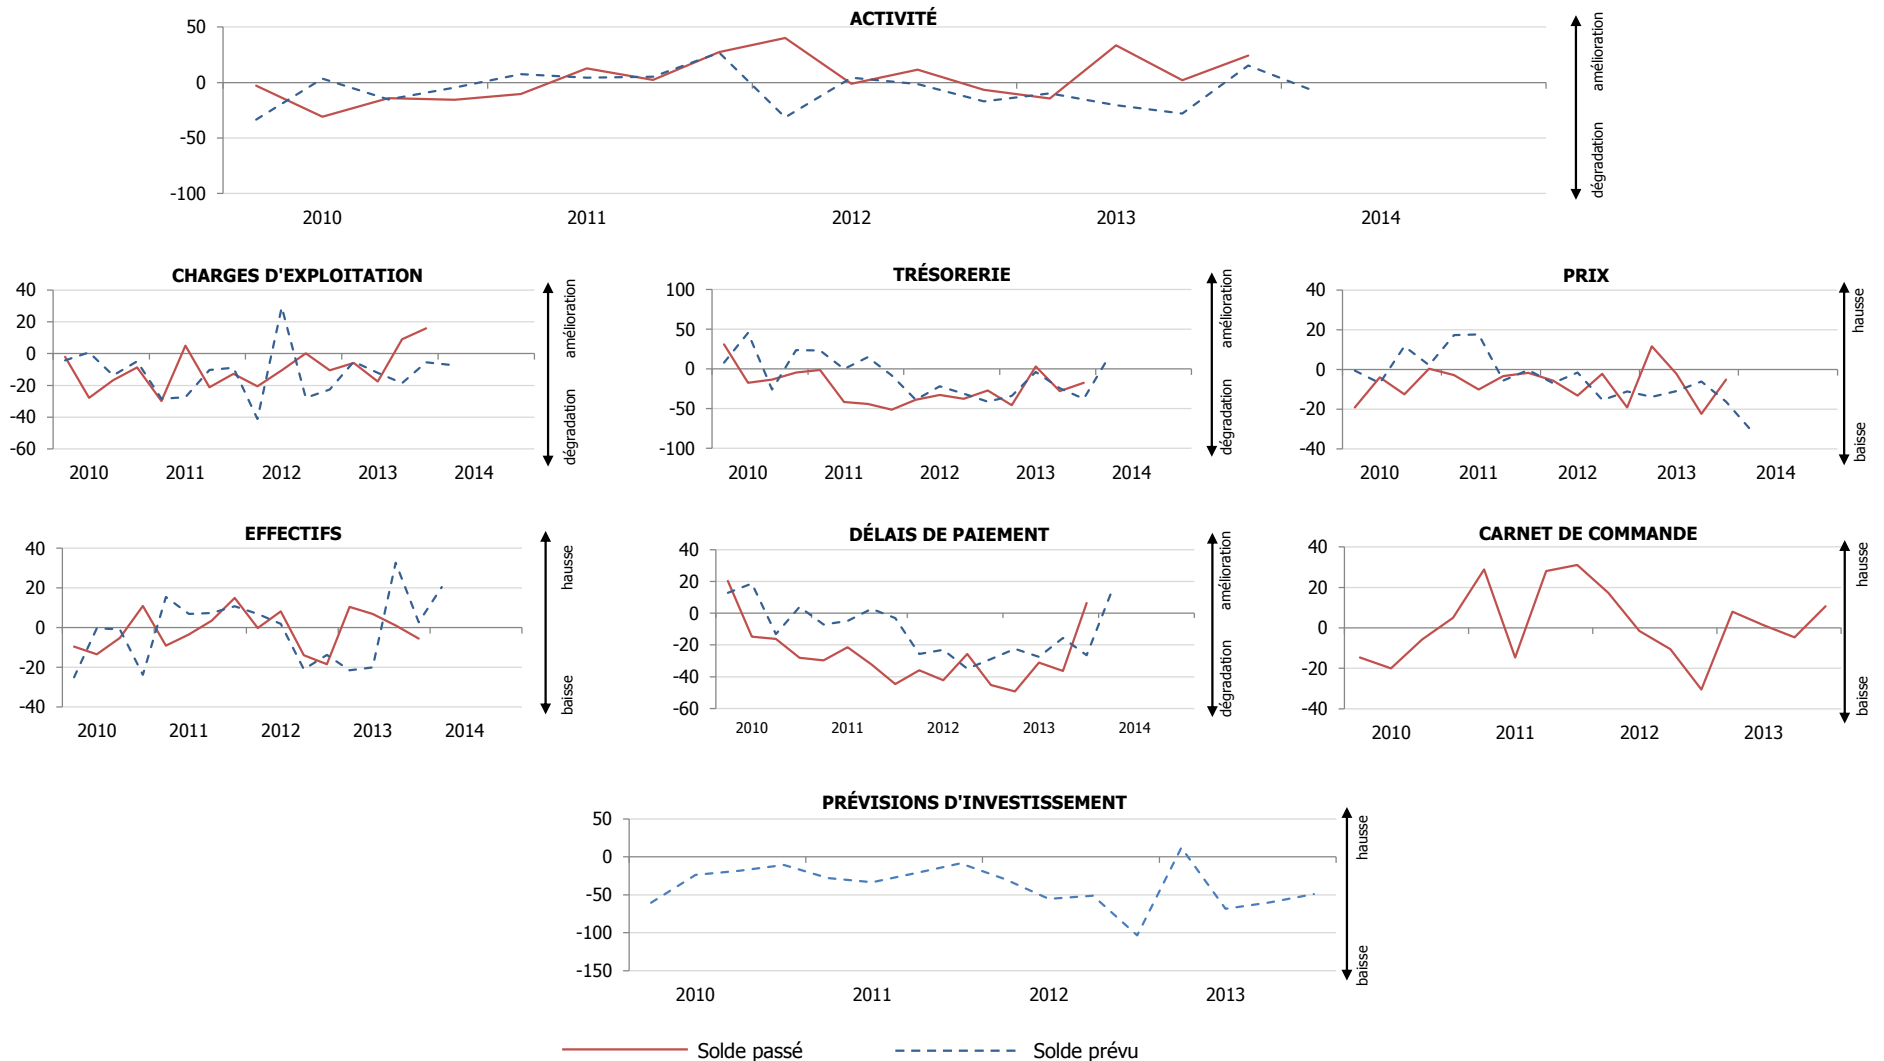 ACTIVITÉ
50
0
-50
-100
2010 2011 2012 2013 2014
amélioration
dégradation
CHARGES D'EXPLOITATION
40
20
0
-20
-40
-60
2010 2011 2012 2013 2014
amélioration
dégradation
TRÉSORERIE
100
50
0
-50
-100
2010 2011 2012 2013 2014
amélioration
dégradation
PRIX
40
20
0
-20
-40
2010 2011 2012 2013 2014
hausse
baisse
EFFECTIFS
40
20
0
-20
-40
2010 2011 2012 2013 2014
hausse
baisse
DÉLAIS DE PAIEMENT
40
20
0
-20
-40
-60
2010 2011 2012 2013 2014
amélioration
dégradation
CARNET DE COMMANDE
40
20
0
-20
-40
2010 2011 2012 2013
hausse
baisse
PRÉVISIONS D'INVESTISSEMENT
50
0
-50
-100
-150
2010 2011 2012 2013
hausse
baisse
Solde passé Solde prévu